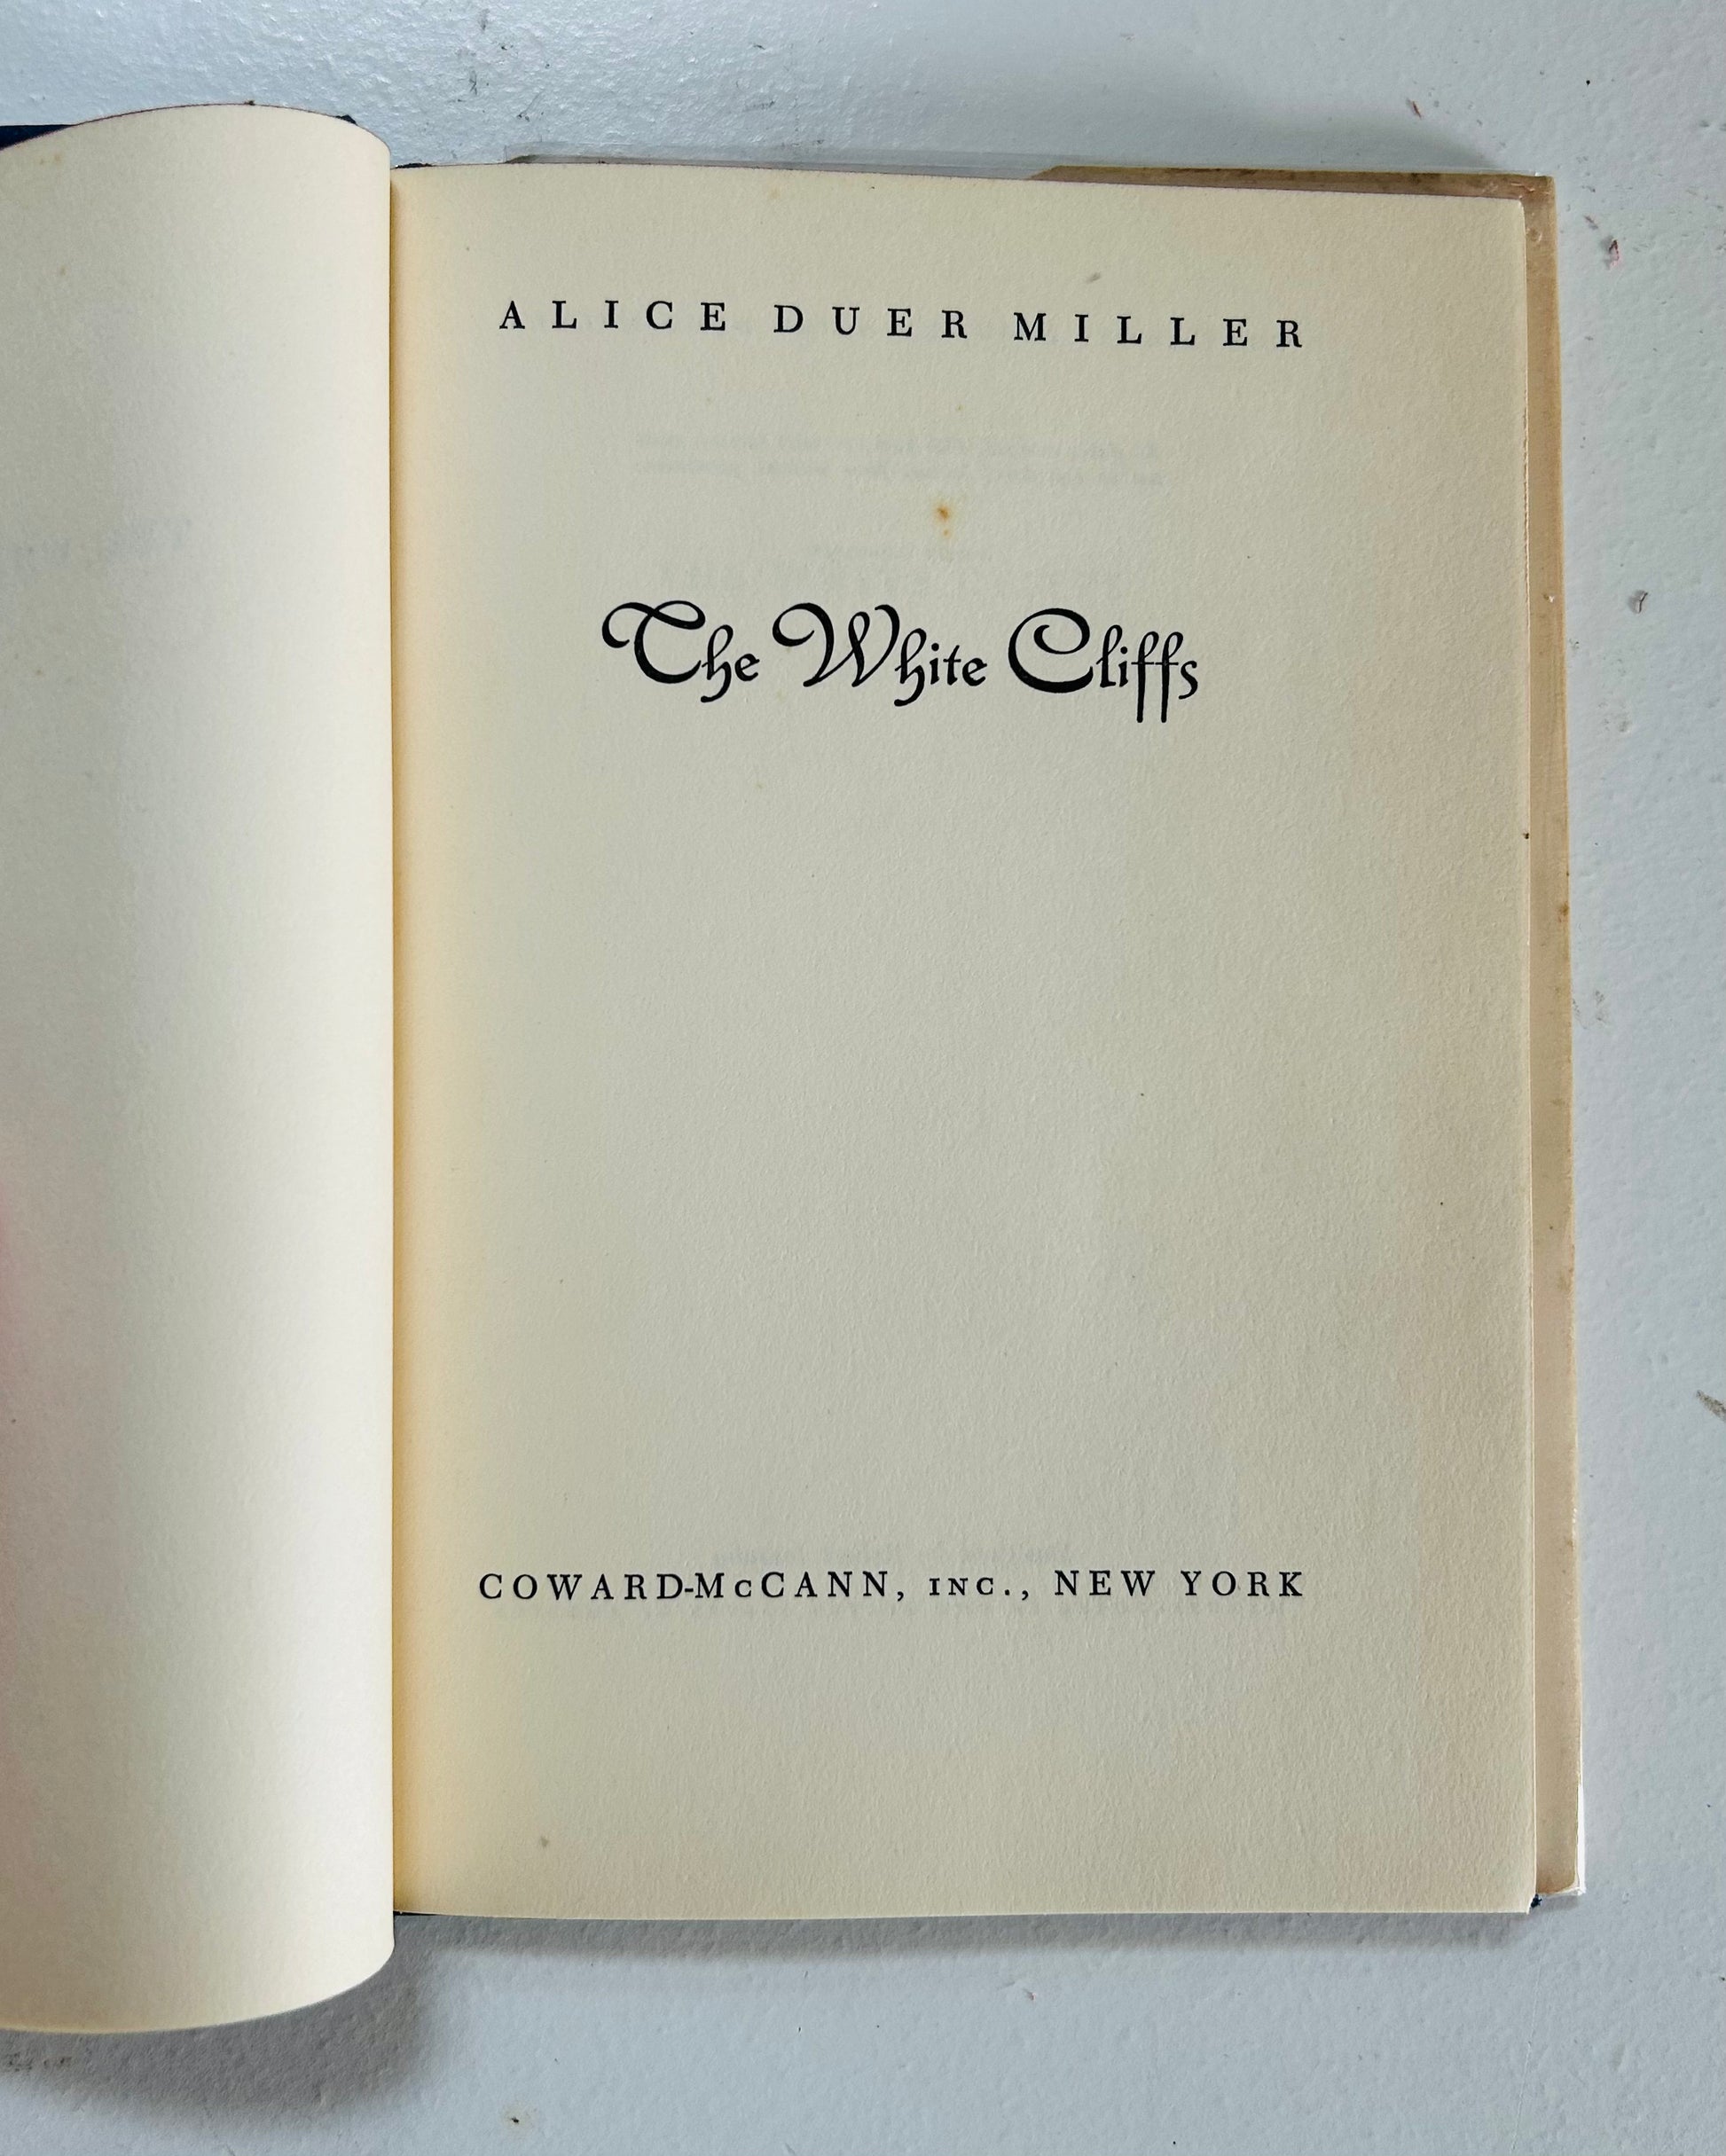 ALICE DUER MILLER
The White Cliffs
COWARD-McCANN, INC., NEW YORK